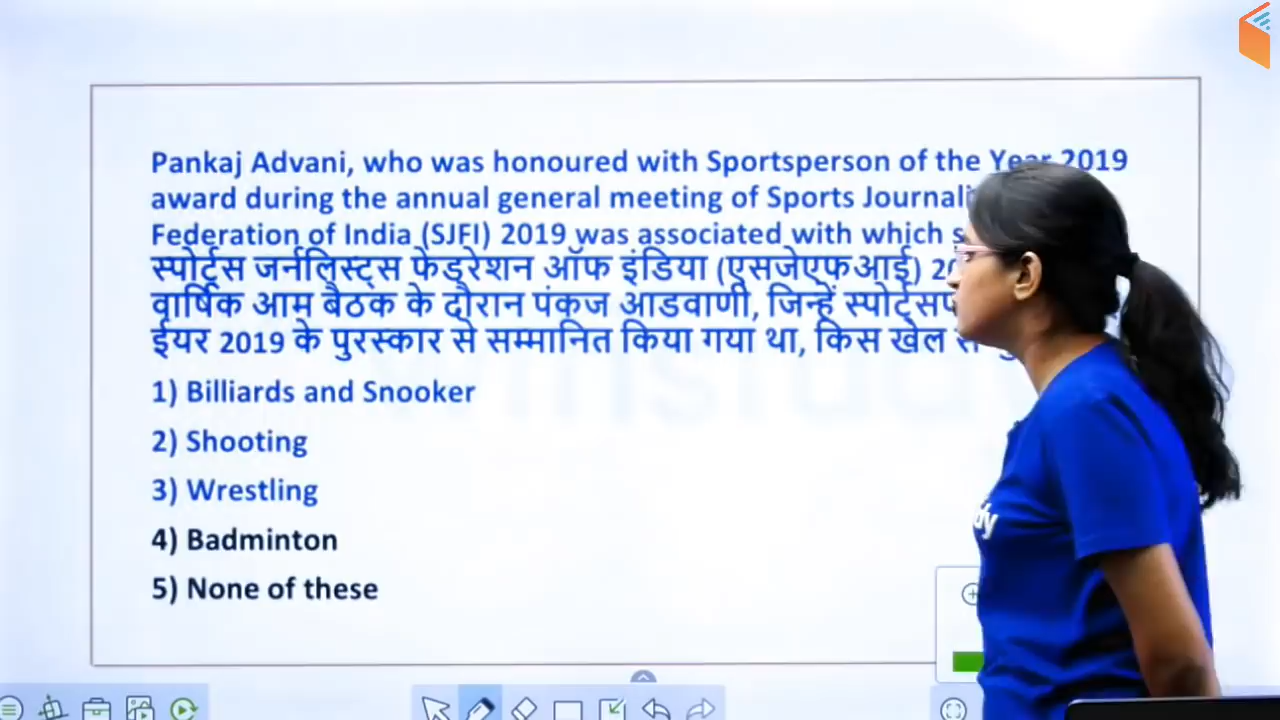 Pankaj Advani, who was honoured with Sportsperson of the Year 2019
award during the annual general meeting of Sports
Federation of India (SJFI) 2019 was associated with which
स्पोर्ट्स जर्नलिस्ट्स फेडरेशन ऑफ इंडिया (एसजेएफआई)
वार्षिक आम बैठक के दौरान पंकज आडवाणी, जिन्हें
ईयर 2019 के पुरस्कार से सम्मानित किया गया था, किस खेल
1) Billiards and Snooker
2) Shooting
3) Wrestling
4) Badminton
5) None of these